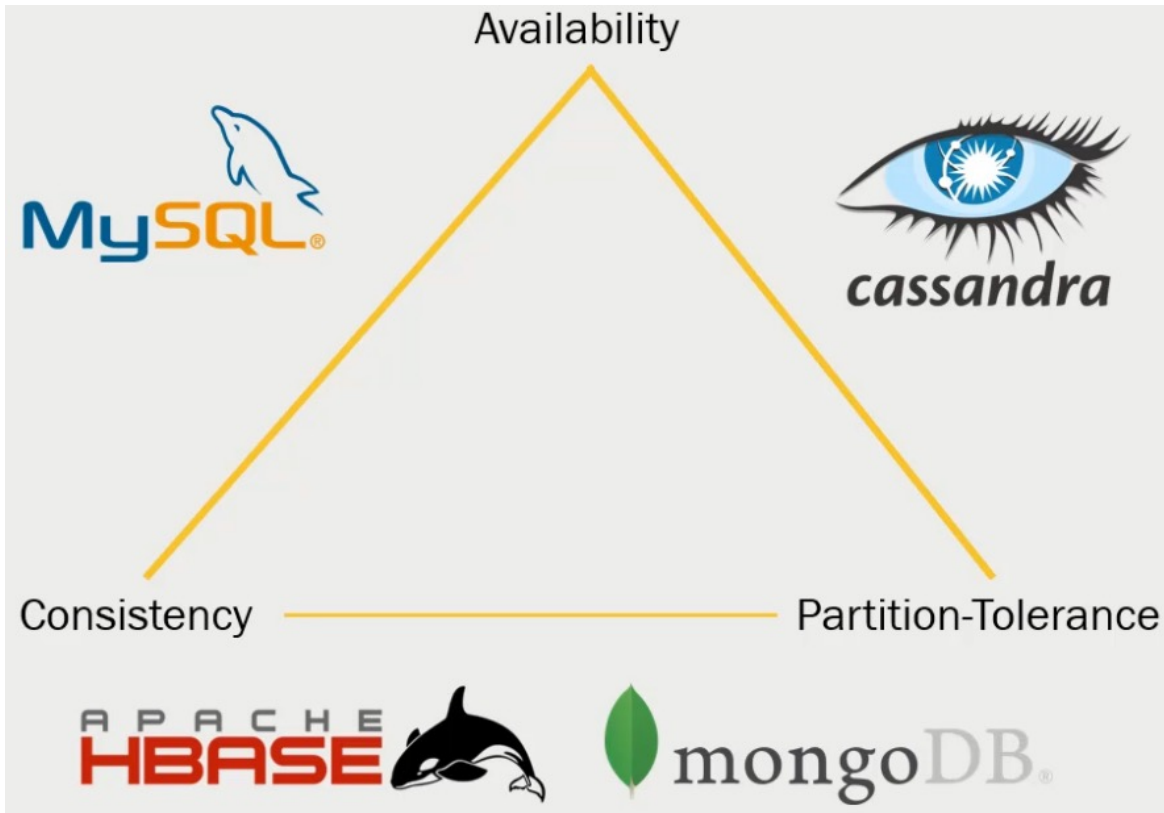 Availability
MySQL®
cassandra
Consistency
Partition-Tolerance
APACHE
HBASE
mongoDB®